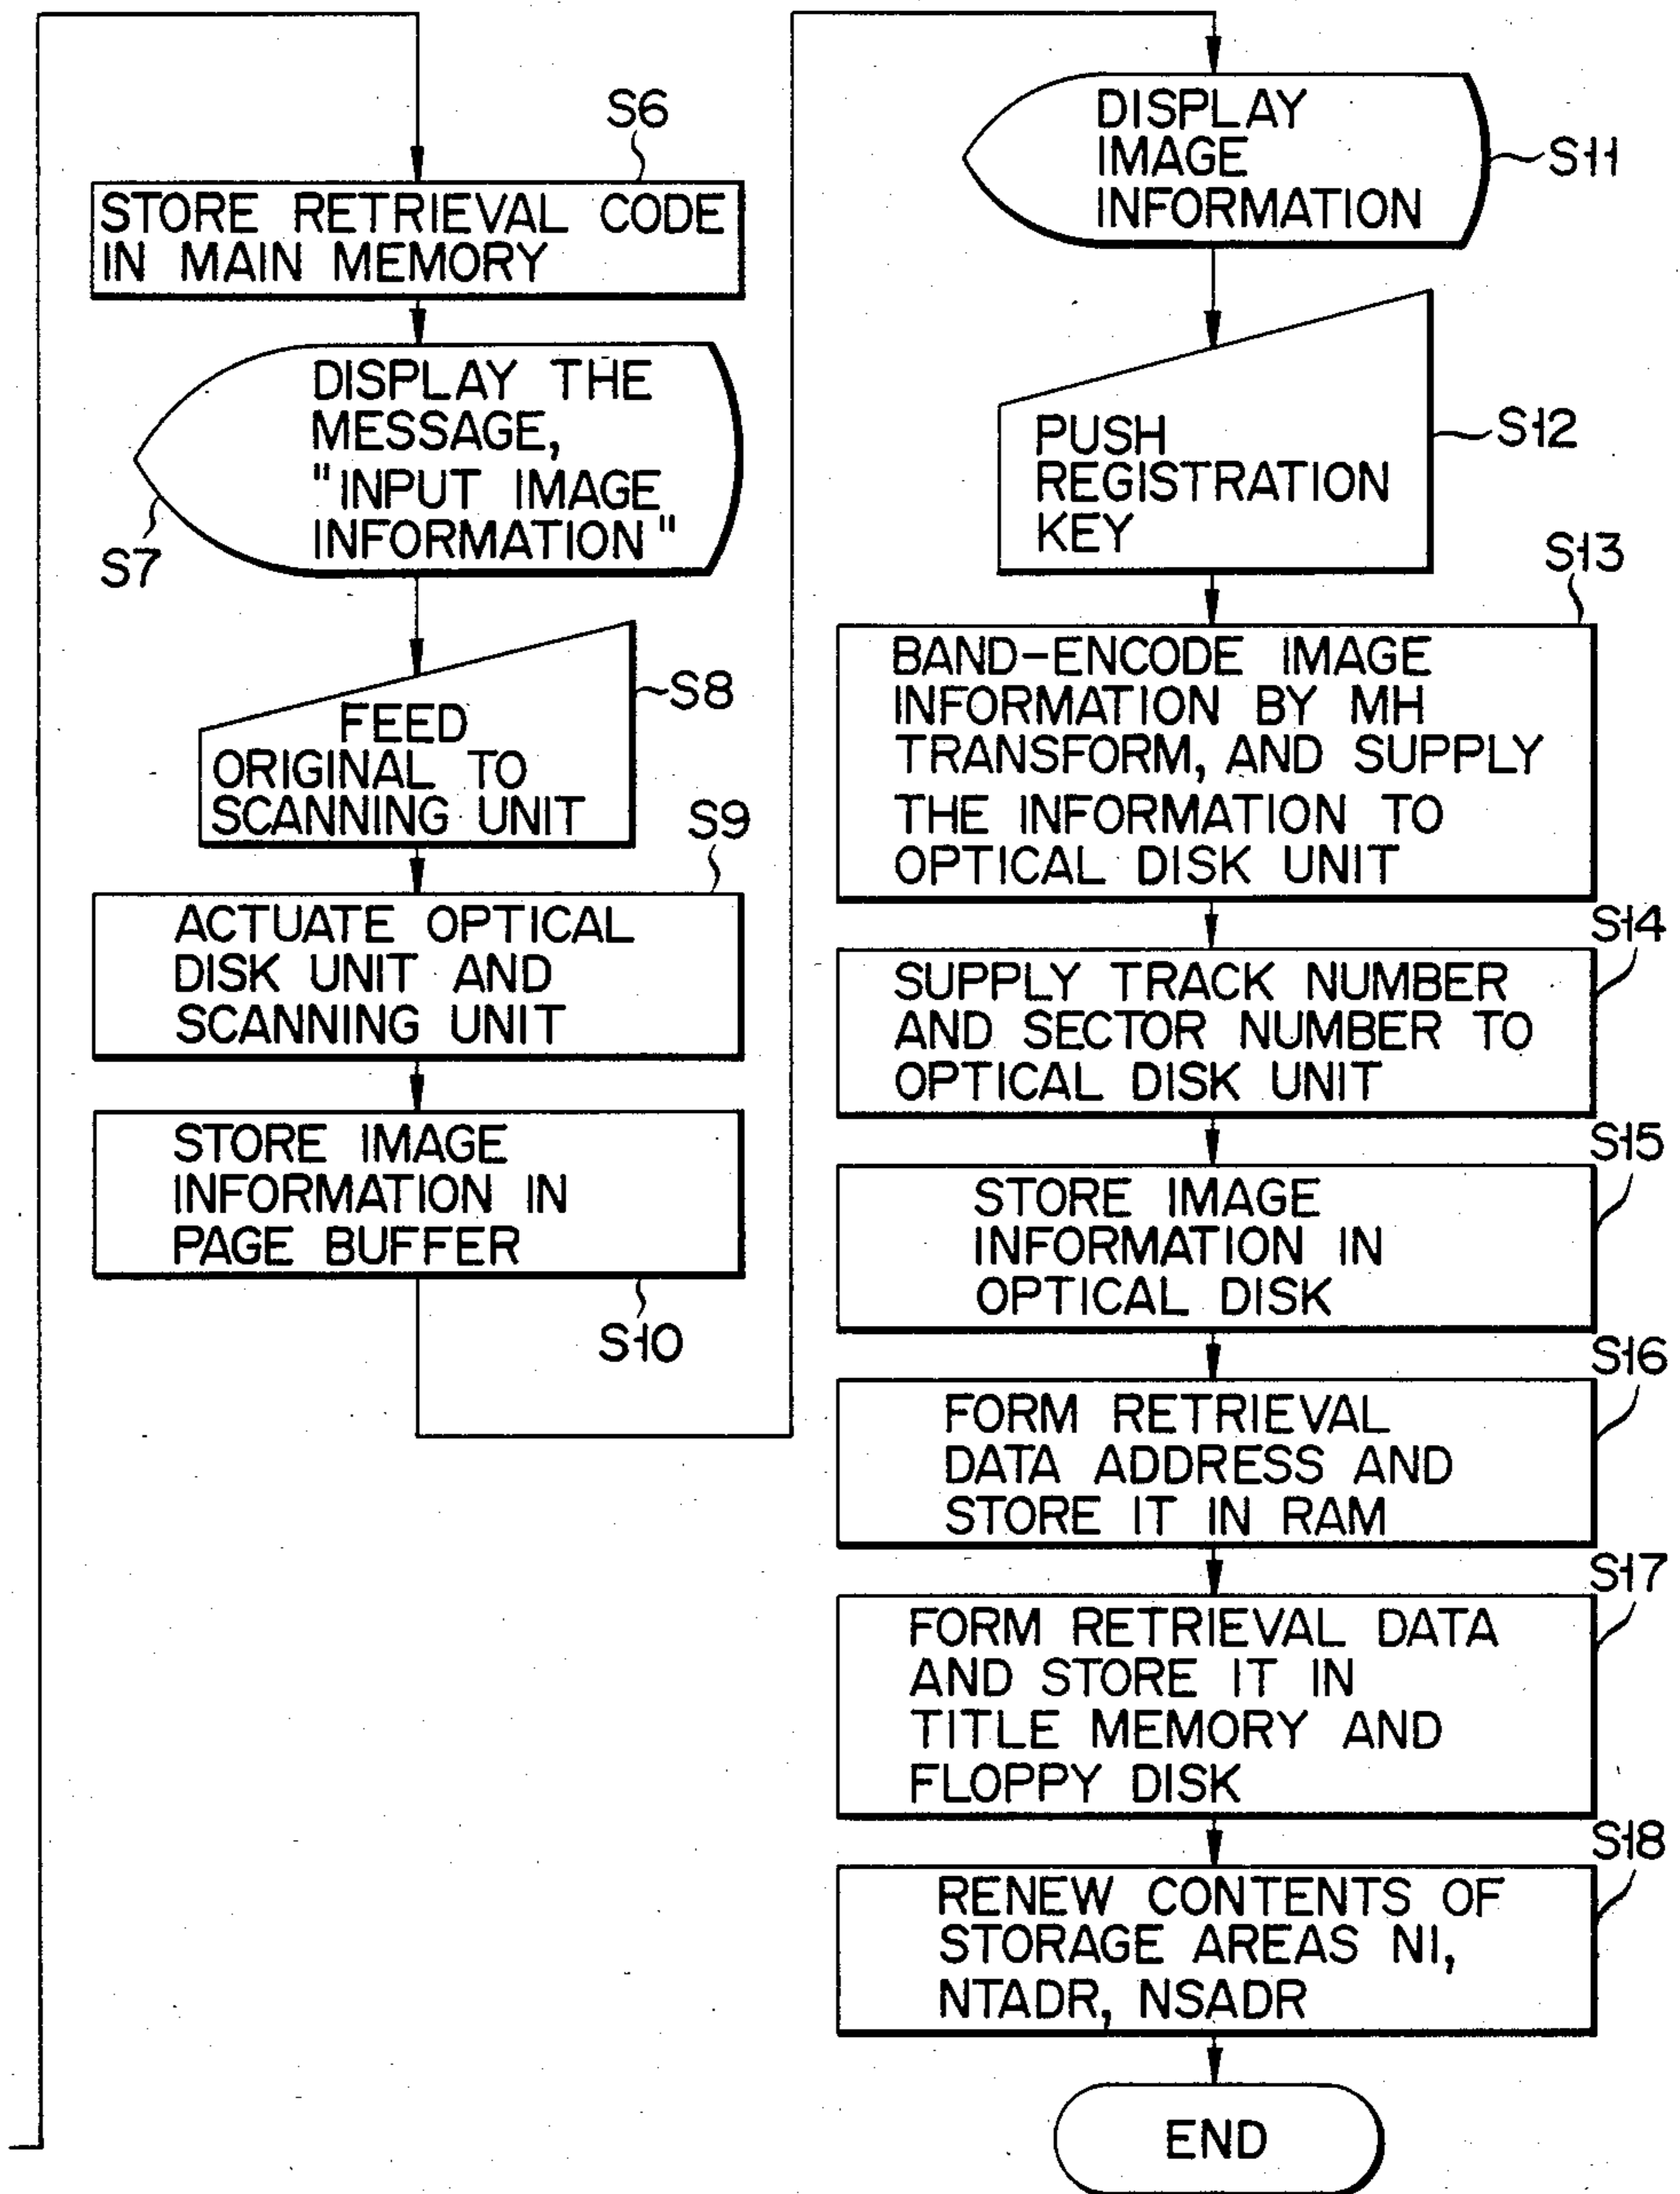 S6
STORE RETRIEVAL CODE
IN MAIN MEMORY
DISPLAY THE
MESSAGE,
"INPUT IMAGE
INFORMATION"
S7
S8
FEED
ORIGINAL TO
SCANNING UNIT
S9
ACTUATE OPTICAL
DISK UNIT AND
SCANNING UNIT
STORE IMAGE
INFORMATION IN
PAGE BUFFER
S10
DISPLAY
IMAGE
INFORMATION
S11
PUSH
REGISTRATION
KEY
S12
S13
BAND-ENCODE IMAGE
INFORMATION BY MH
TRANSFORM, AND SUPPLY
THE INFORMATION TO
OPTICAL DISK UNIT
S14
SUPPLY TRACK NUMBER
AND SECTOR NUMBER TO
OPTICAL DISK UNIT
S15
STORE IMAGE
INFORMATION IN
OPTICAL DISK
S16
FORM RETRIEVAL
DATA ADDRESS AND
STORE IT IN RAM
S17
FORM RETRIEVAL DATA
AND STORE IT IN
TITLE MEMORY AND
FLOPPY DISK
S18
RENEW CONTENTS OF
STORAGE AREAS NI,
NTADR, NSADR
END